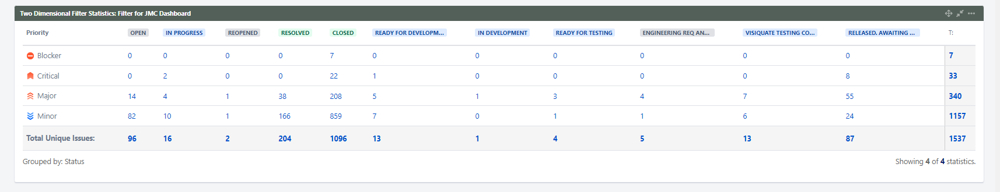 Two Dimensional Filter Statistics: Filter for JMC Dashboard
Priority OPEN IN PROGRESS REOPENED RESOLVED CLOSED READY FOR DEVELOPM... IN DEVELOPMENT READY FOR TESTING ENGINEERING REQ AN... VISIQUATE TESTING CO... RELEASED. AWAITING ... T:
Blocker 0 0 0 0 7 0 0 0 0 0 0 7
Critical 0 2 0 0 22 1 0 0 0 0 8 33
Major 14 4 1 38 208 5 1 3 4 7 55 340
Minor 82 10 1 166 859 7 0 1 1 6 24 1157
Total Unique Issues: 96 16 2 204 1096 13 1 4 5 13 87 1537
Grouped by: Status Showing 4 of 4 statistics.